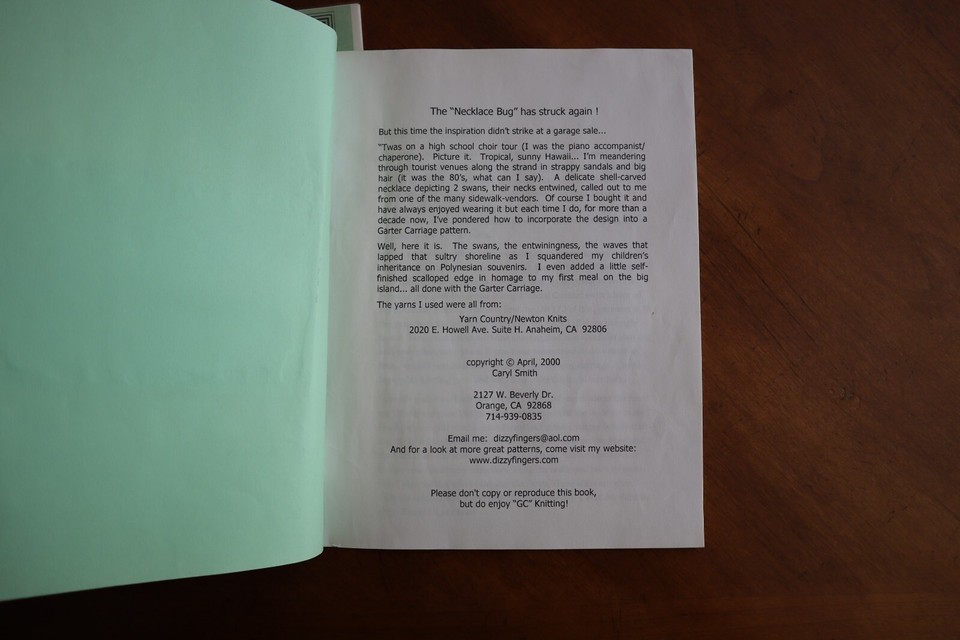 The "Necklace Bug" has struck again !
But this time the inspiration didn't strike at a garage sale...
"Twas on a high school choir tour (I was the piano accompanist/
chaperone). Picture it. Tropical, sunny Hawaii... I'm meandering
through tourist venues along the strand in strappy sandals and big
hair (it was the 80's, what can I say). A delicate shell-carved
necklace depicting 2 swans, their necks entwined, called out to me
from one of the many sidewalk-vendors. Of course I bought it and
have always enjoyed wearing it but each time I do, for more than a
decade now, I've pondered how to incorporate the design into a
Garter Carriage pattern.
Well, here it is. The swans, the entwiningness, the waves that
lapped that sultry shoreline as I squandered my children's
inheritance on Polynesian souvenirs. I even added a little self-
finished scalloped edge in homage to my first meal on the big
island... all done with the Garter Carriage.
The yarns I used were all from:
Yarn Country/Newton Knits
2020 E. Howell Ave. Suite H. Anaheim, CA 92806
copyright © April, 2000
Caryl Smith
2127 W. Beverly Dr.
Orange, CA 92868
714-939-0835
Email me: dizzyfingers@aol.com
And for a look at more great patterns, come visit my website:
www.dizzyfingers.com
Please don't copy or reproduce this book,
but do enjoy "GC" Knitting!